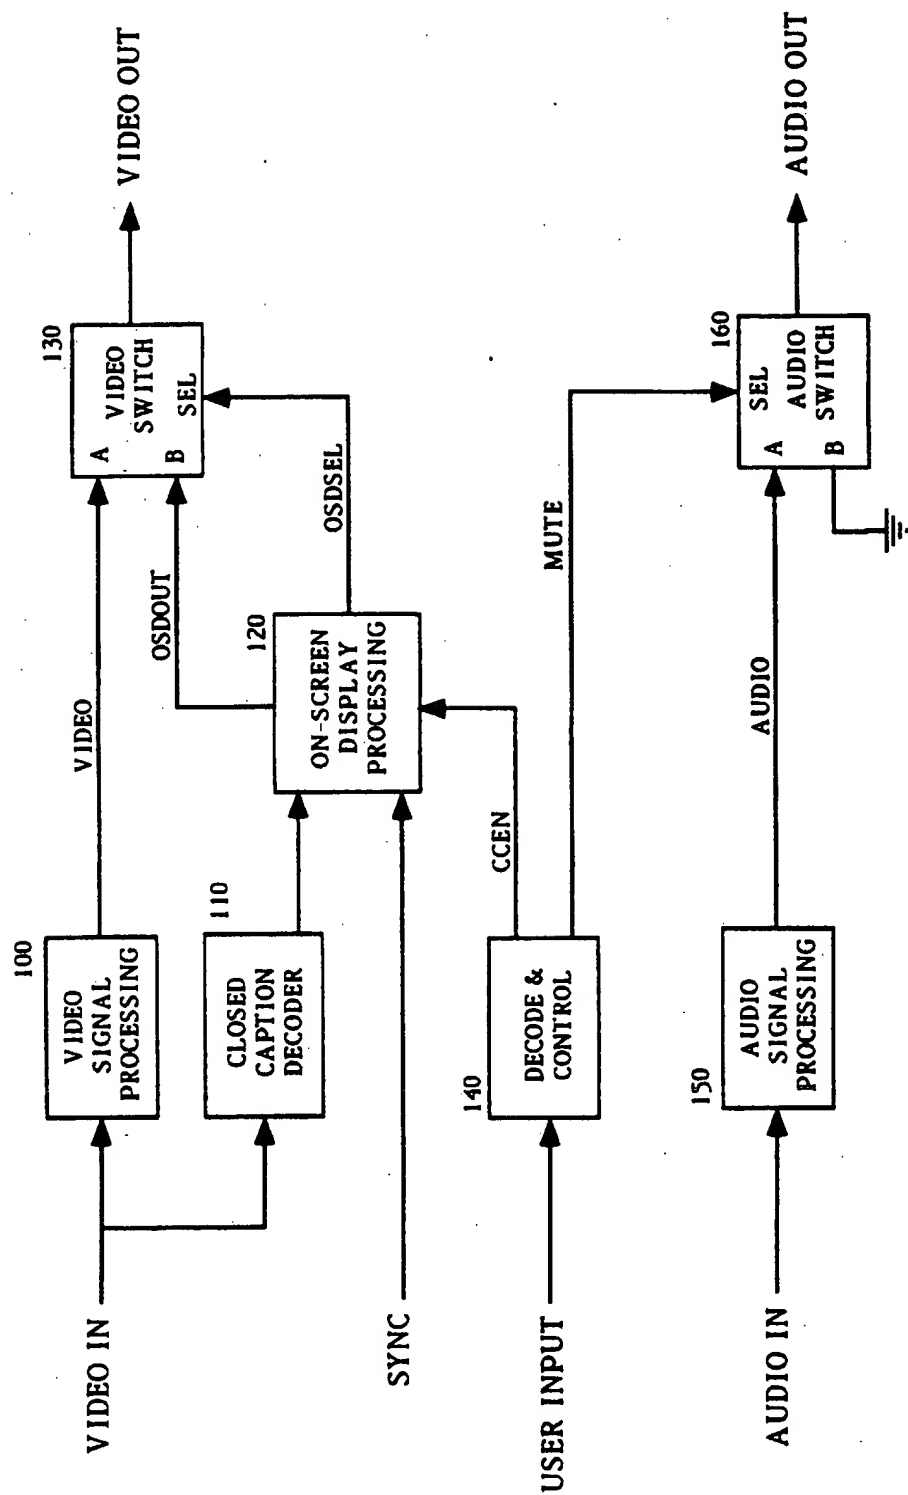 VIDEO IN
100
VIDEO
SIGNAL
PROCESSING
VIDEO
130
A
VIDEO
SWITCH
B
SEL
VIDEO OUT
110
CLOSED
CAPTION
DECODER
OSDOUT
120
ON-SCREEN
DISPLAY
PROCESSING
OSDSEL
SYNC
USER INPUT
140
DECODE &
CONTROL
CCEN
MUTE
AUDIO IN
150
AUDIO
SIGNAL
PROCESSING
AUDIO
160
SEL
A
AUDIO
SWITCH
B
AUDIO OUT